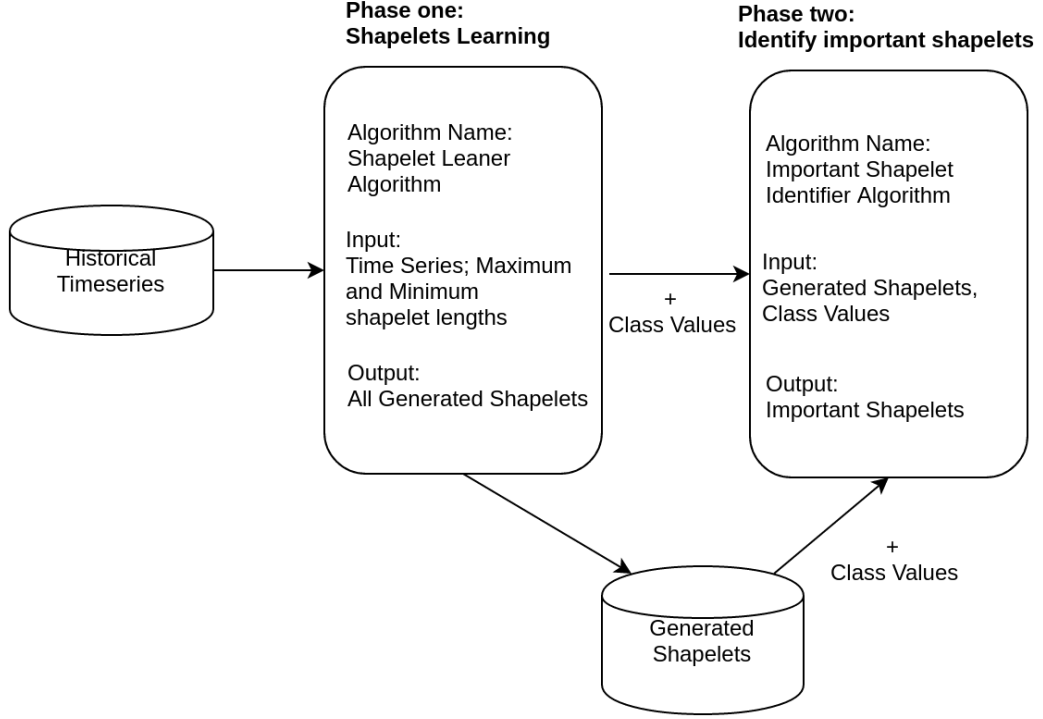 Phase one:
Shapelets Learning
Phase two:
Identify important shapelets
Historical
Timeseries
Algorithm Name:
Shapelet Leaner
Algorithm
Input:
Time Series; Maximum
and Minimum
shapelet lengths
Output:
All Generated Shapelets
+
Class Values
Algorithm Name:
Important Shapelet
Identifier Algorithm
Input:
Generated Shapelets,
Class Values
Output:
Important Shapelets
+
Class Values
Generated
Shapelets